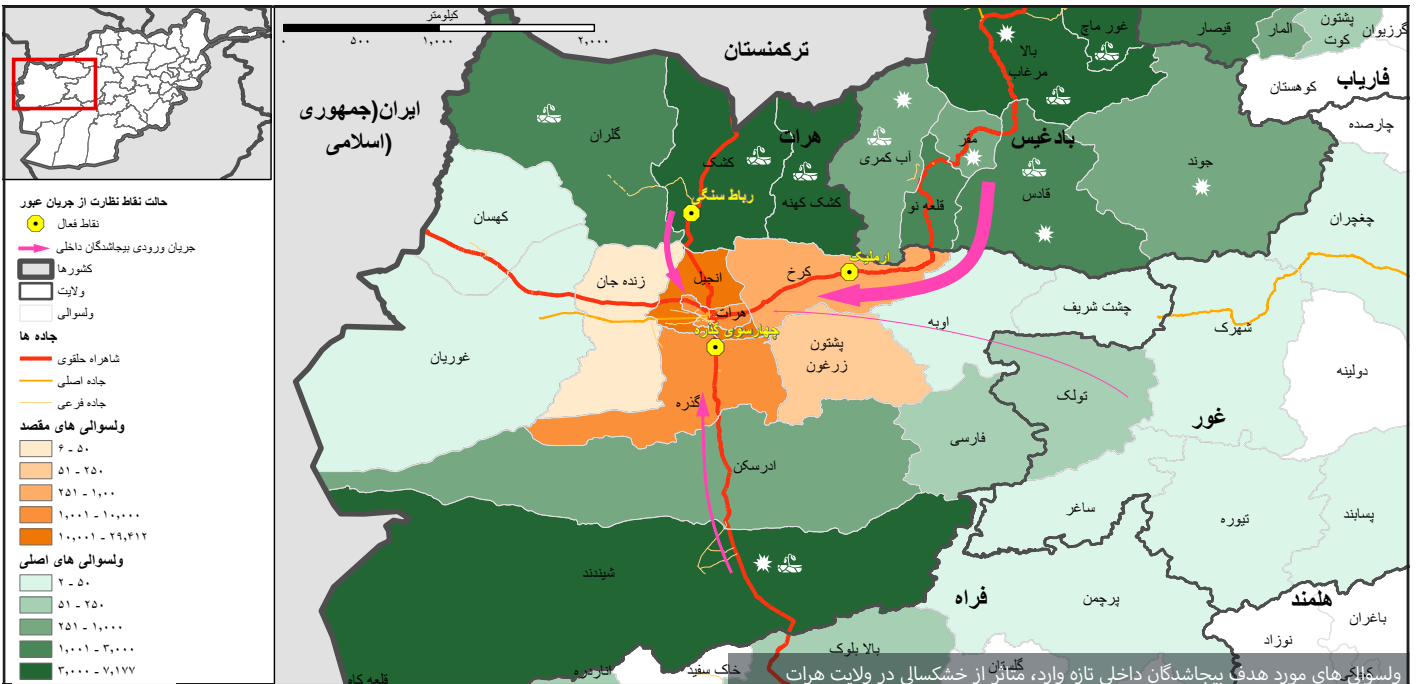 کیلومتر
۰ ۵۰۰ ۱,۰۰۰ ۲,۰۰۰
ترکمنستان
ایران(جمهوری
اسلامی)
هرات
بادغیس
فاریاب
غور
فراه
هلمند
غور ماچ
بالا
مرغاب
قیصار
المار
پشتون
کوت
گرزیوان
کوهستان
چارصده
گلران
کشک
کشک کهنه
آب کمری
مقر
قلعه نو
قادس
جوند
چغچران
رباط سنگی
کهسان
زنده جان
انجیل
کرخ
ارملیک
هرات
چهارسوی گذره
اوبه
چشت شریف
شهرک
دولینه
غوریان
پشتون
زرغون
تولک
گذره
فارسی
ادرسکن
ساغر
تیوره
پسابند
شیندند
پرچمن
باغران
نوزاد
بالا بلوک
گلستان
خاک سفید
اناردره
قلعه کاه
حالت نقاط نظارت از جریان عبور
نقاط فعال
جریان ورودی بیجاشدگان داخلی
کشورها
ولایت
ولسوالی
جاده ها
شاهراه حلقوی
جاده اصلی
جاده فرعی
ولسوالی های مقصد
۶ - ۵۰
۵۱ - ۲۵۰
۲۵۱ - ۱,۰۰
۱,۰۰۱ - ۱۰,۰۰۰
۱۰,۰۰۱ - ۲۹,۴۱۲
ولسوالی های اصلی
۲ - ۵۰
۵۱ - ۲۵۰
۲۵۱ - ۱,۰۰۰
۱,۰۰۱ - ۳,۰۰۰
۳,۰۰۰ - ۷,۱۷۷
ولسوالی های مورد هدف بیجاشدگان داخلی تازه وارد، متأثر از خشکسالی در ولایت هرات